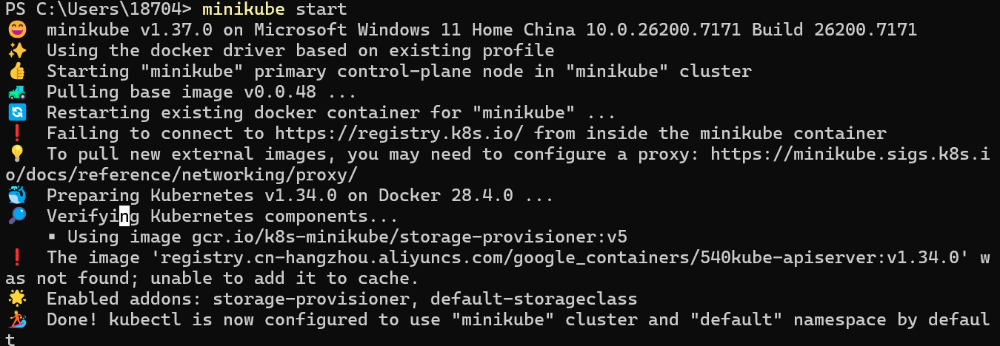 PS C:\Users\18704> minikube start
😄  minikube v1.37.0 on Microsoft Windows 11 Home China 10.0.26200.7171 Build 26200.7171
✨  Using the docker driver based on existing profile
👍  Starting "minikube" primary control-plane node in "minikube" cluster
🚜  Pulling base image v0.0.48 ...
🔄  Restarting existing docker container for "minikube" ...
❗  Failing to connect to https://registry.k8s.io/ from inside the minikube container
💡  To pull new external images, you may need to configure a proxy: https://minikube.sigs.k8s.i
o/docs/reference/networking/proxy/
🐳  Preparing Kubernetes v1.34.0 on Docker 28.4.0 ...
🔎  Verifying Kubernetes components...
    ▪ Using image gcr.io/k8s-minikube/storage-provisioner:v5
❗  The image 'registry.cn-hangzhou.aliyuncs.com/google_containers/540kube-apiserver:v1.34.0' w
as not found; unable to add it to cache.
🌟  Enabled addons: storage-provisioner, default-storageclass
🏄  Done! kubectl is now configured to use "minikube" cluster and "default" namespace by defaul
t